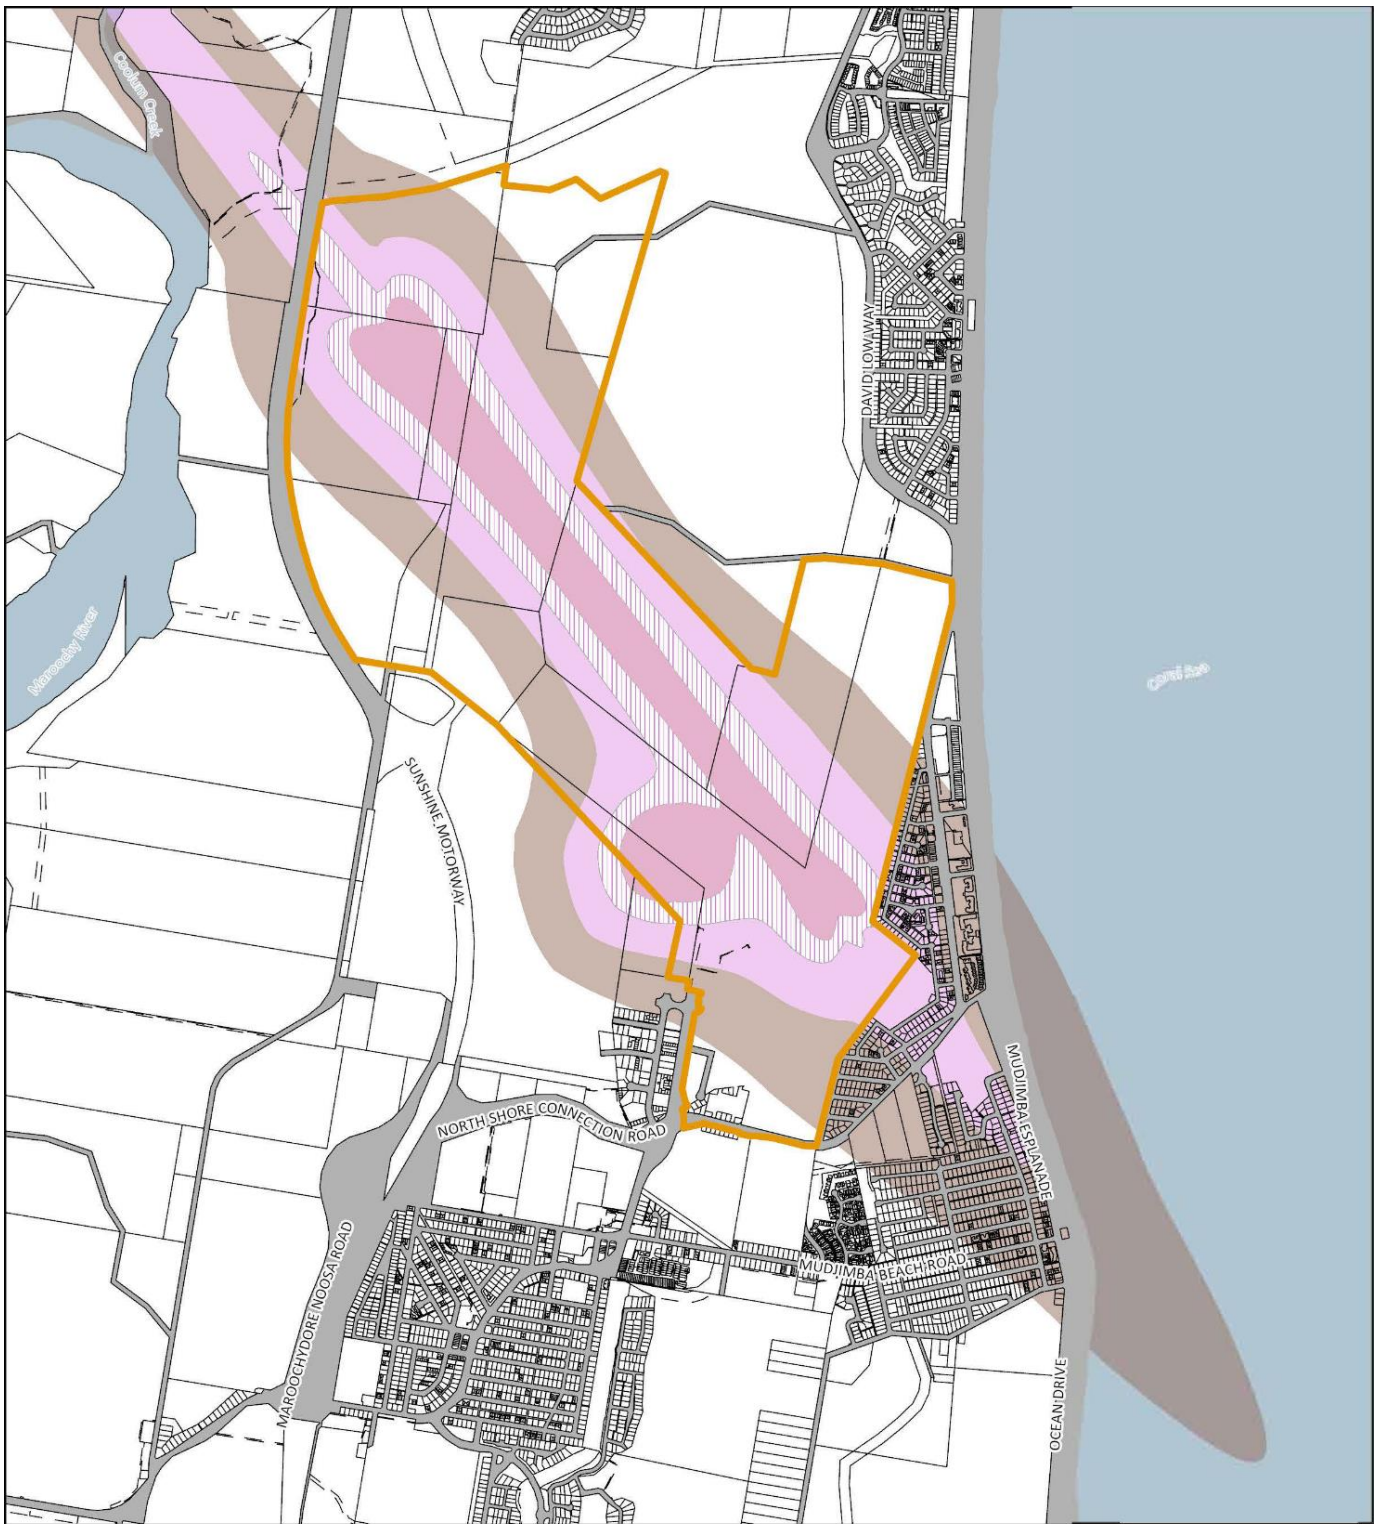 Coolum Creek
DAVID LOW WAY
Maroochy River
Coral Sea
SUNSHINE MOTORWAY
MUDJIMBA ESPLANADE
NORTH SHORE CONNECTION ROAD
MAROOCHYDORE NOOSA ROAD
MUDJIMBA BEACH ROAD
OCEAN DRIVE